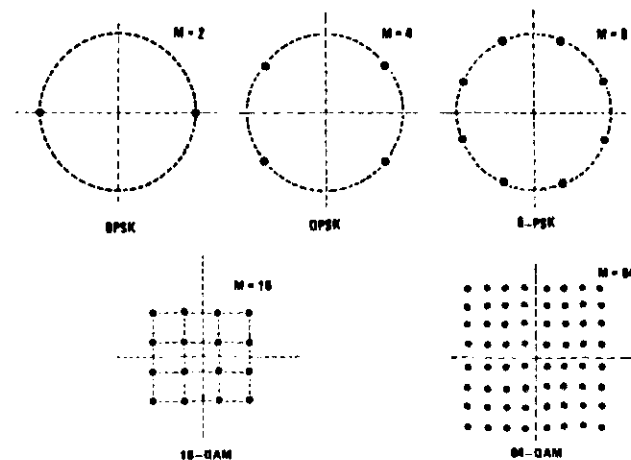 M = 2
M = 4
M = 8
BPSK
QPSK
8-PSK
M = 16
M = 64
16-QAM
64-QAM